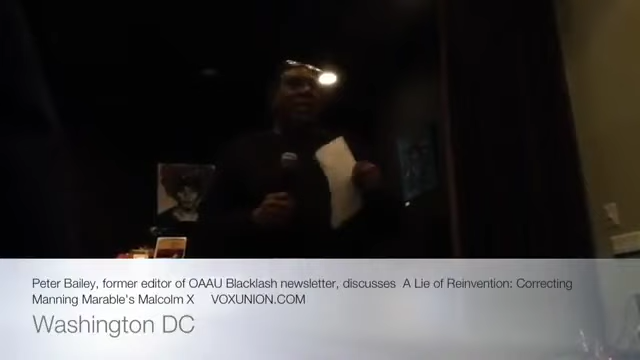 Peter Bailey, former editor of OAAU Blacklash newsletter, discusses A Lie of Reinvention: Correcting
Manning Marable's Malcolm X VOXUNION.COM
Washington DC